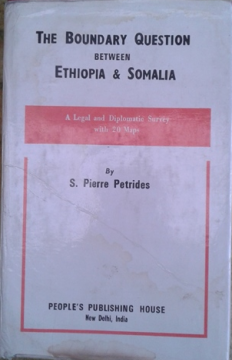 THE BOUNDARY QUESTION
BETWEEN
ETHIOPIA & SOMALIA
A Legal and Diplomatic Survey
with 20 Maps
By
S. Pierre Petrides
PEOPLE'S PUBLISHING HOUSE
New Delhi, India